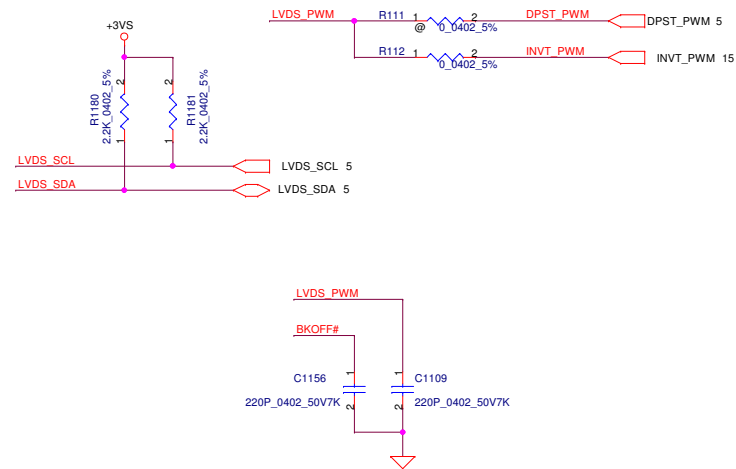 LVDS_PWM R111 1 2 DPST_PWM DPST_PWM 5
@ 0_0402_5%
R112 1 2 INVT_PWM INVT_PWM 15
0_0402_5%
+3VS
2 2
R1180
2.2K_0402_5%
R1181
2.2K_0402_5%
1 1
LVDS_SCL LVDS_SCL 5
LVDS_SDA LVDS_SDA 5
LVDS_PWM
BKOFF#
1 1
C1156 C1109
220P_0402_50V7K 220P_0402_50V7K
2 2